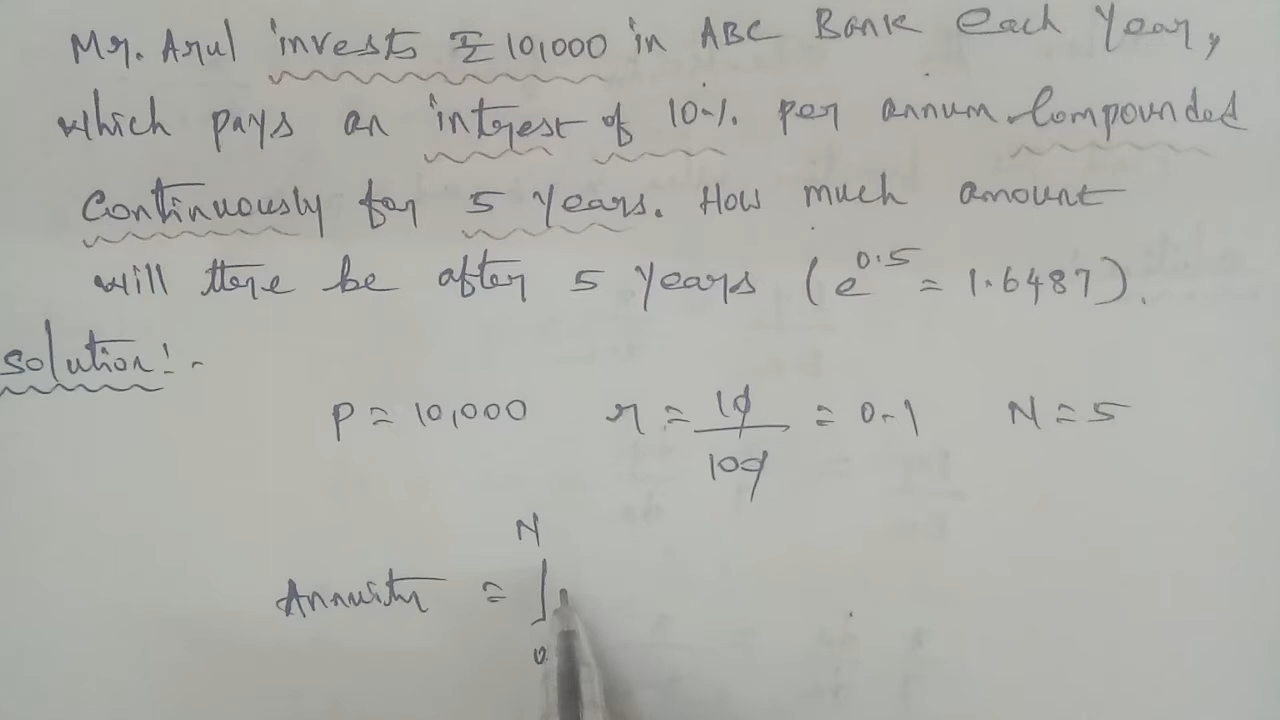 Mr. Arul invests ₹ 10,000 in ABC Bank each year,
which pays an interest of 10% per annum compounded
continuously for 5 years. How much amount
will there be after 5 years (e^0.5 = 1.6487).
Solution:-
P = 10,000 r = 10/100 = 0.1 N = 5
Annuity = ∫_0^N